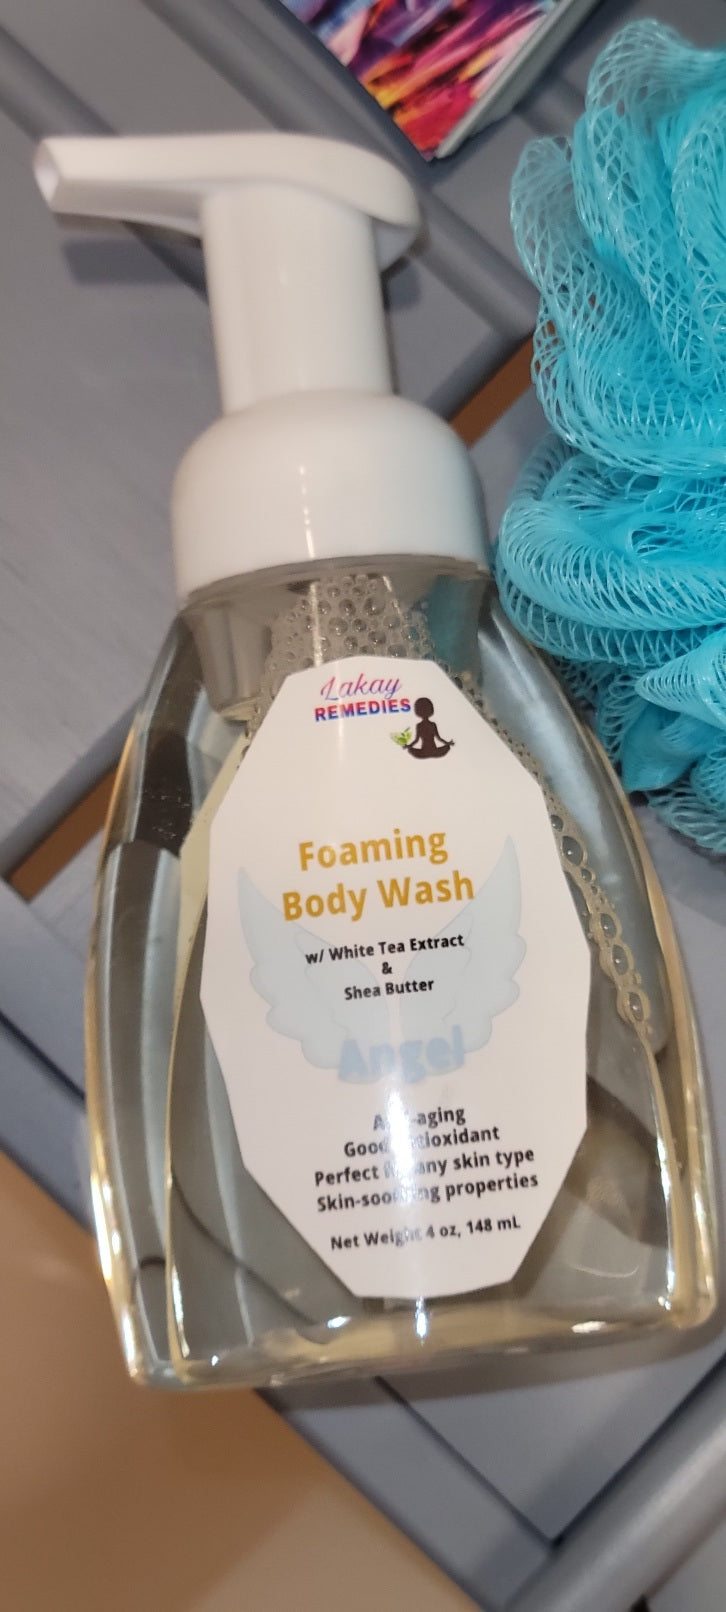 Lakay
REMEDIES
Foaming
Body Wash
w/ White Tea Extract
&
Shea Butter
Angel
Good
Perfect any skin type
properties
Net Weight 4 oz, 148 mL